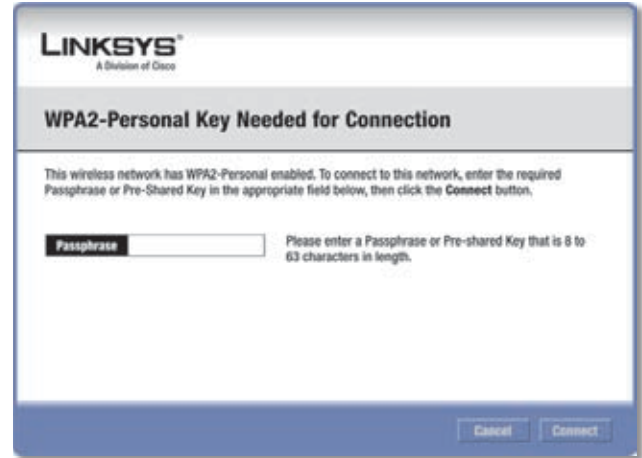 LINKSYS®
A Division of Cisco
WPA2-Personal Key Needed for Connection
This wireless network has WPA2-Personal enabled. To connect to this network, enter the required
Passphrase or Pre-Shared Key in the appropriate field below, then click the Connect button.
Passphrase
Please enter a Passphrase or Pre-shared Key that is 8 to
63 characters in length.
Cancel
Connect